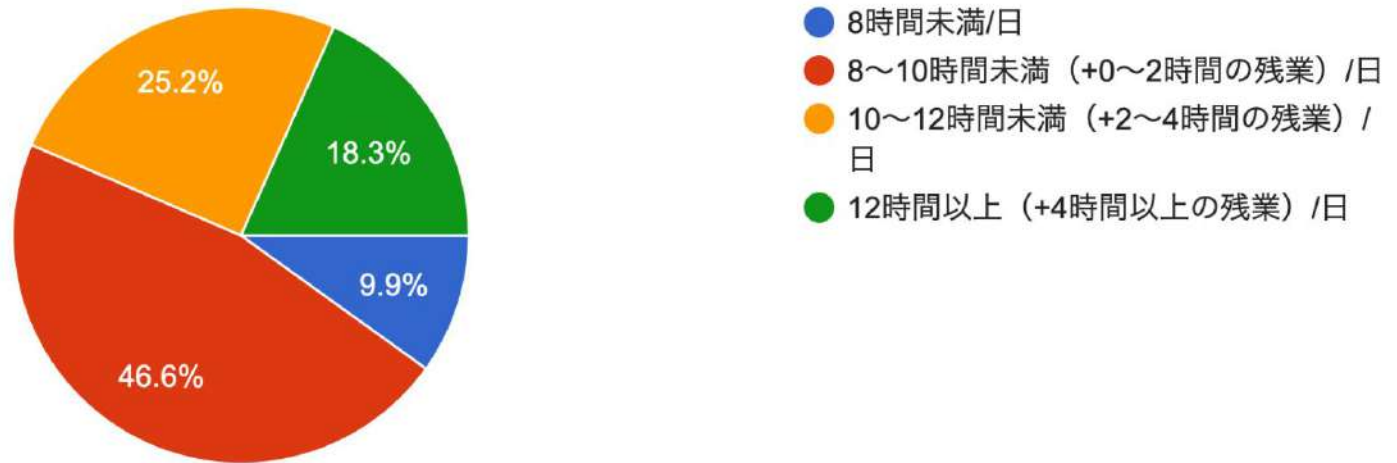 25.2%
18.3%
9.9%
46.6%
8時間未満/日
8〜10時間未満（+0〜2時間の残業）/日
10〜12時間未満（+2〜4時間の残業）/
日
12時間以上（+4時間以上の残業）/日